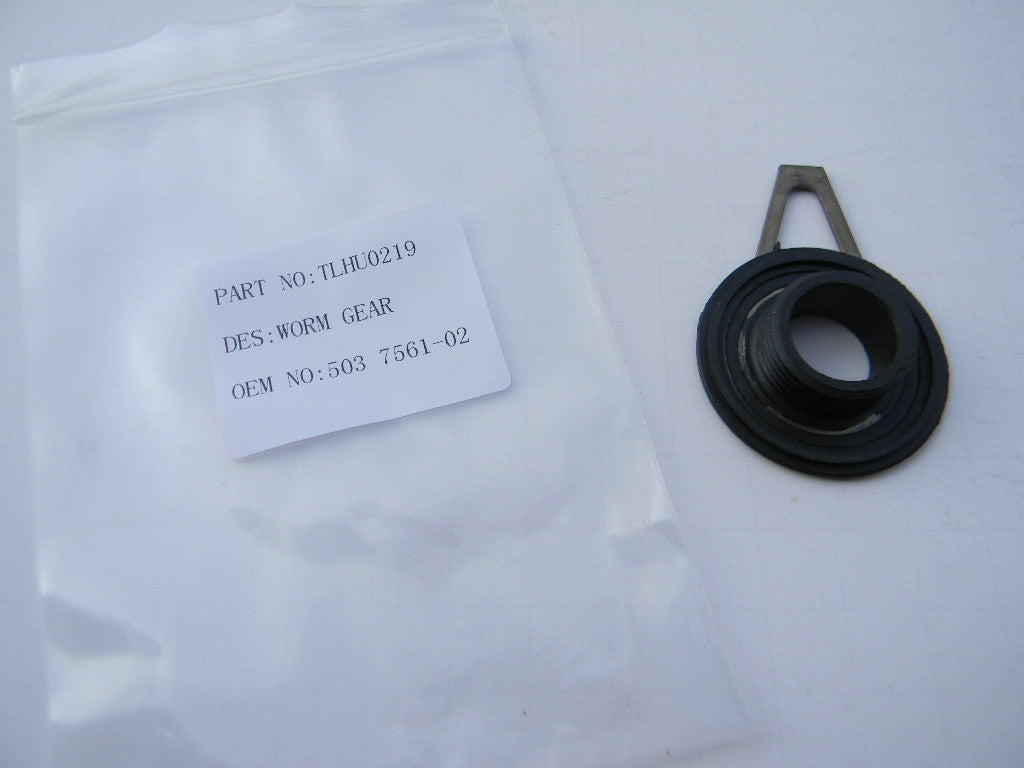 PART NO:TLHU0219
DES:WORM GEAR
OEM NO:503 7561-02